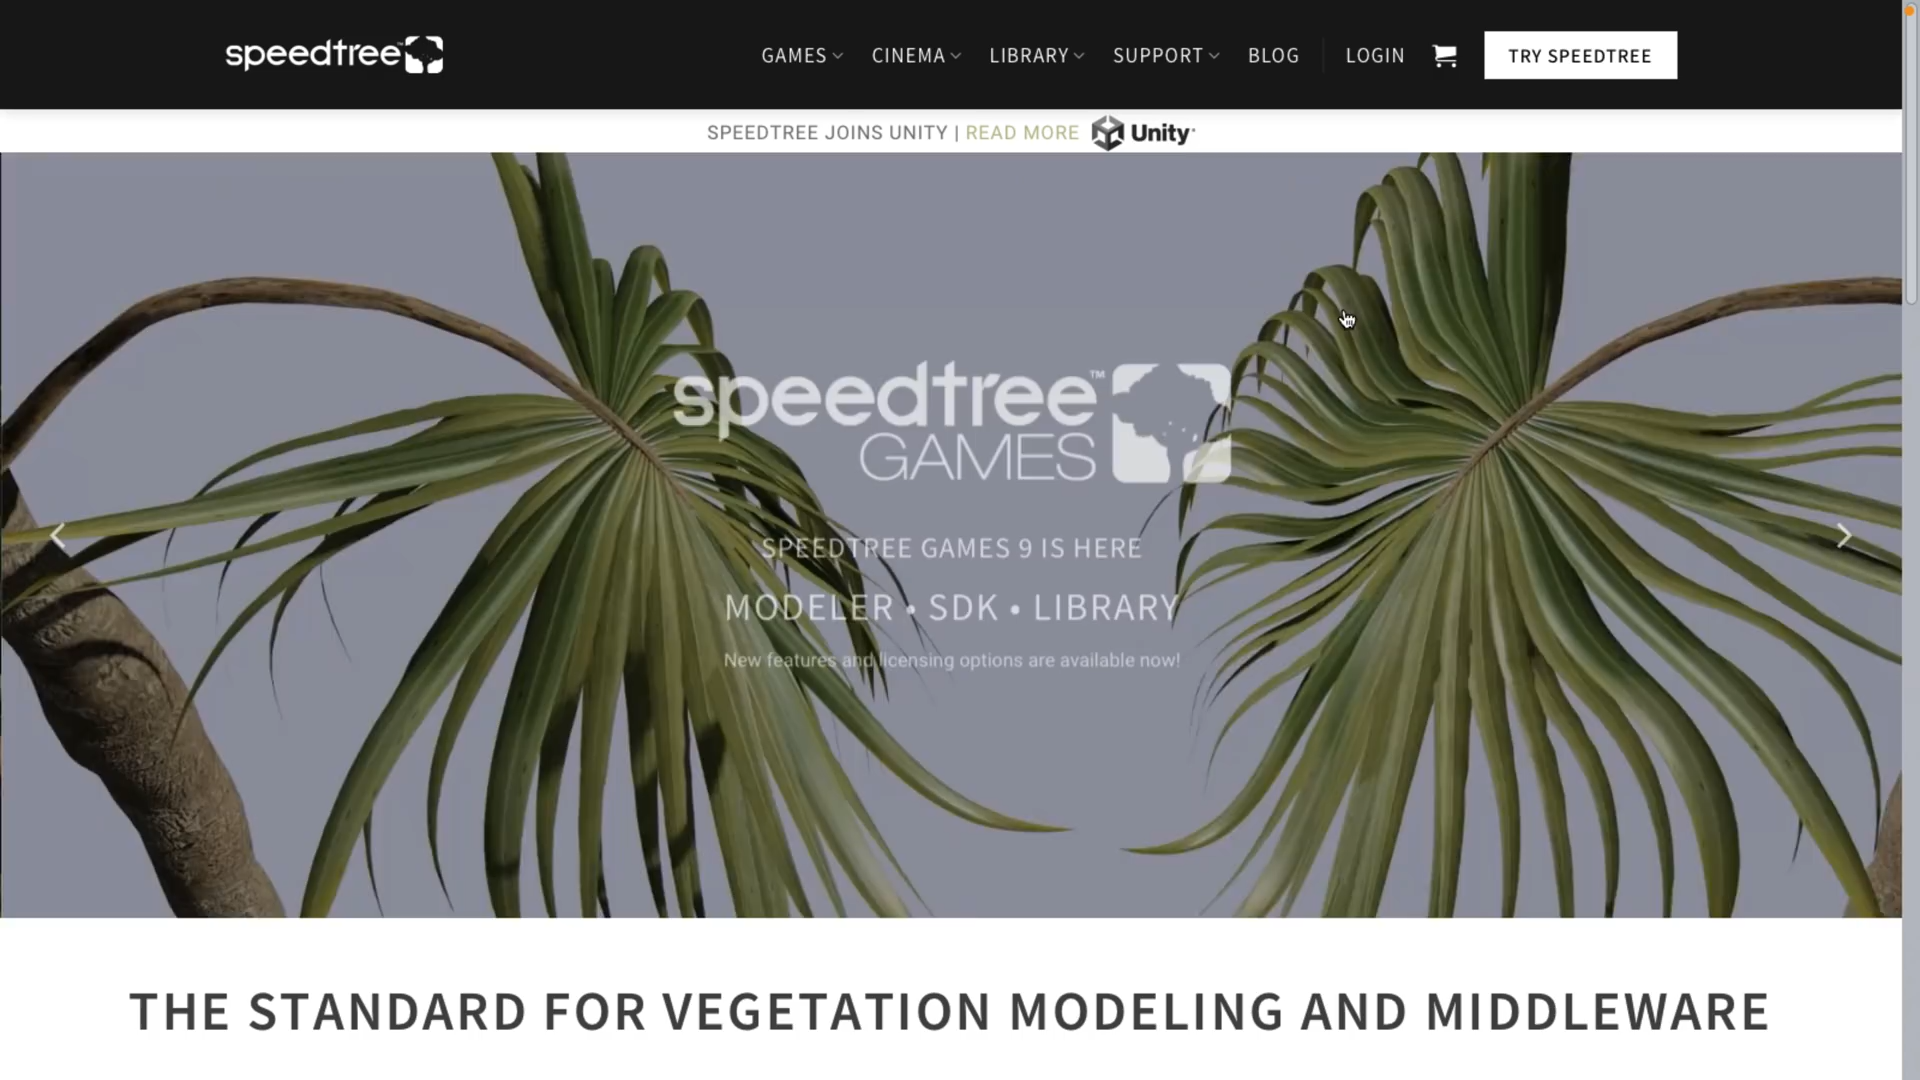 speedtree™
GAMES CINEMA LIBRARY SUPPORT BLOG LOGIN TRY SPEEDTREE
SPEEDTREE JOINS UNITY | READ MORE Unity
speedtree™
GAMES
SPEEDTREE GAMES 9 IS HERE
MODELER • SDK • LIBRARY
New features and licensing options are available now!
THE STANDARD FOR VEGETATION MODELING AND MIDDLEWARE